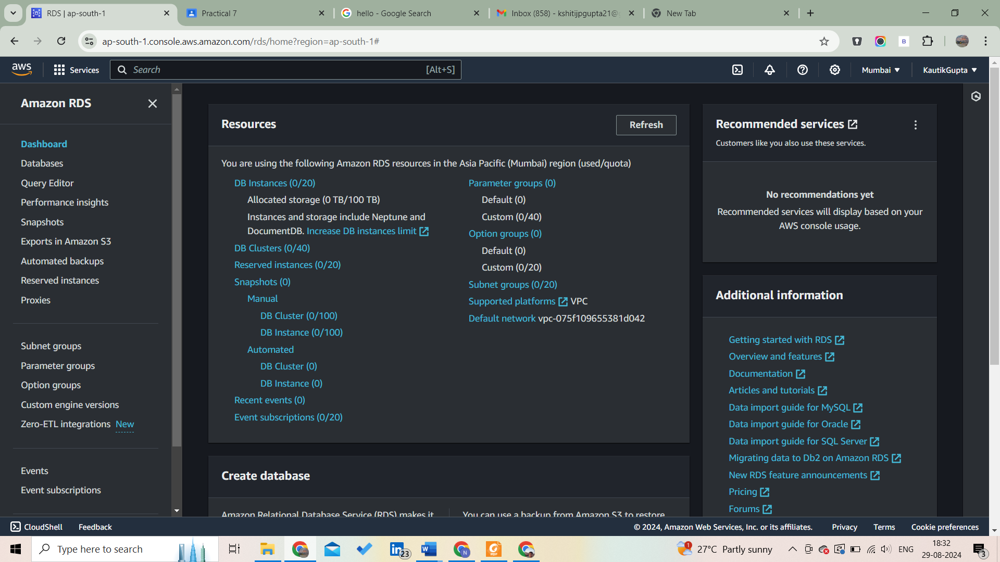 RDS | ap-south-1
Practical 7
hello - Google Search
Inbox (858) - kshitijpgupta21@
New Tab
ap-south-1.console.aws.amazon.com/rds/home?region=ap-south-1#
B
aws
Services
Search
[Alt+S]
Mumbai
KautikGupta
Amazon RDS
Dashboard
Databases
Query Editor
Performance insights
Snapshots
Exports in Amazon S3
Automated backups
Reserved instances
Proxies
Subnet groups
Parameter groups
Option groups
Custom engine versions
Zero-ETL integrations New
Events
Event subscriptions
Resources
Refresh
You are using the following Amazon RDS resources in the Asia Pacific (Mumbai) region (used/quota)
DB Instances (0/20)
Allocated storage (0 TB/100 TB)
Instances and storage include Neptune and
DocumentDB. Increase DB instances limit
DB Clusters (0/40)
Reserved instances (0/20)
Snapshots (0)
Manual
DB Cluster (0/100)
DB Instance (0/100)
Automated
DB Cluster (0)
DB Instance (0)
Recent events (0)
Event subscriptions (0/20)
Parameter groups (0)
Default (0)
Custom (0/40)
Option groups (0)
Default (0)
Custom (0/20)
Subnet groups (0/20)
Supported platforms VPC
Default network vpc-075f109655381d042
Create database
Amazon Relational Database Service (RDS) makes it
You can use a backup from Amazon S3 to restore
Recommended services
Customers like you also use these services.
No recommendations yet
Recommended services will display based on your
AWS console usage.
Additional information
Getting started with RDS
Overview and features
Documentation
Articles and tutorials
Data import guide for MySQL
Data import guide for Oracle
Data import guide for SQL Server
Migrating data to Db2 on Amazon RDS
New RDS feature announcements
Pricing
Forums
CloudShell
Feedback
© 2024, Amazon Web Services, Inc. or its affiliates.
Privacy
Terms
Cookie preferences
Type here to search
23
N
PDF
1
27°C Partly sunny
ENG
18:32
29-08-2024
3